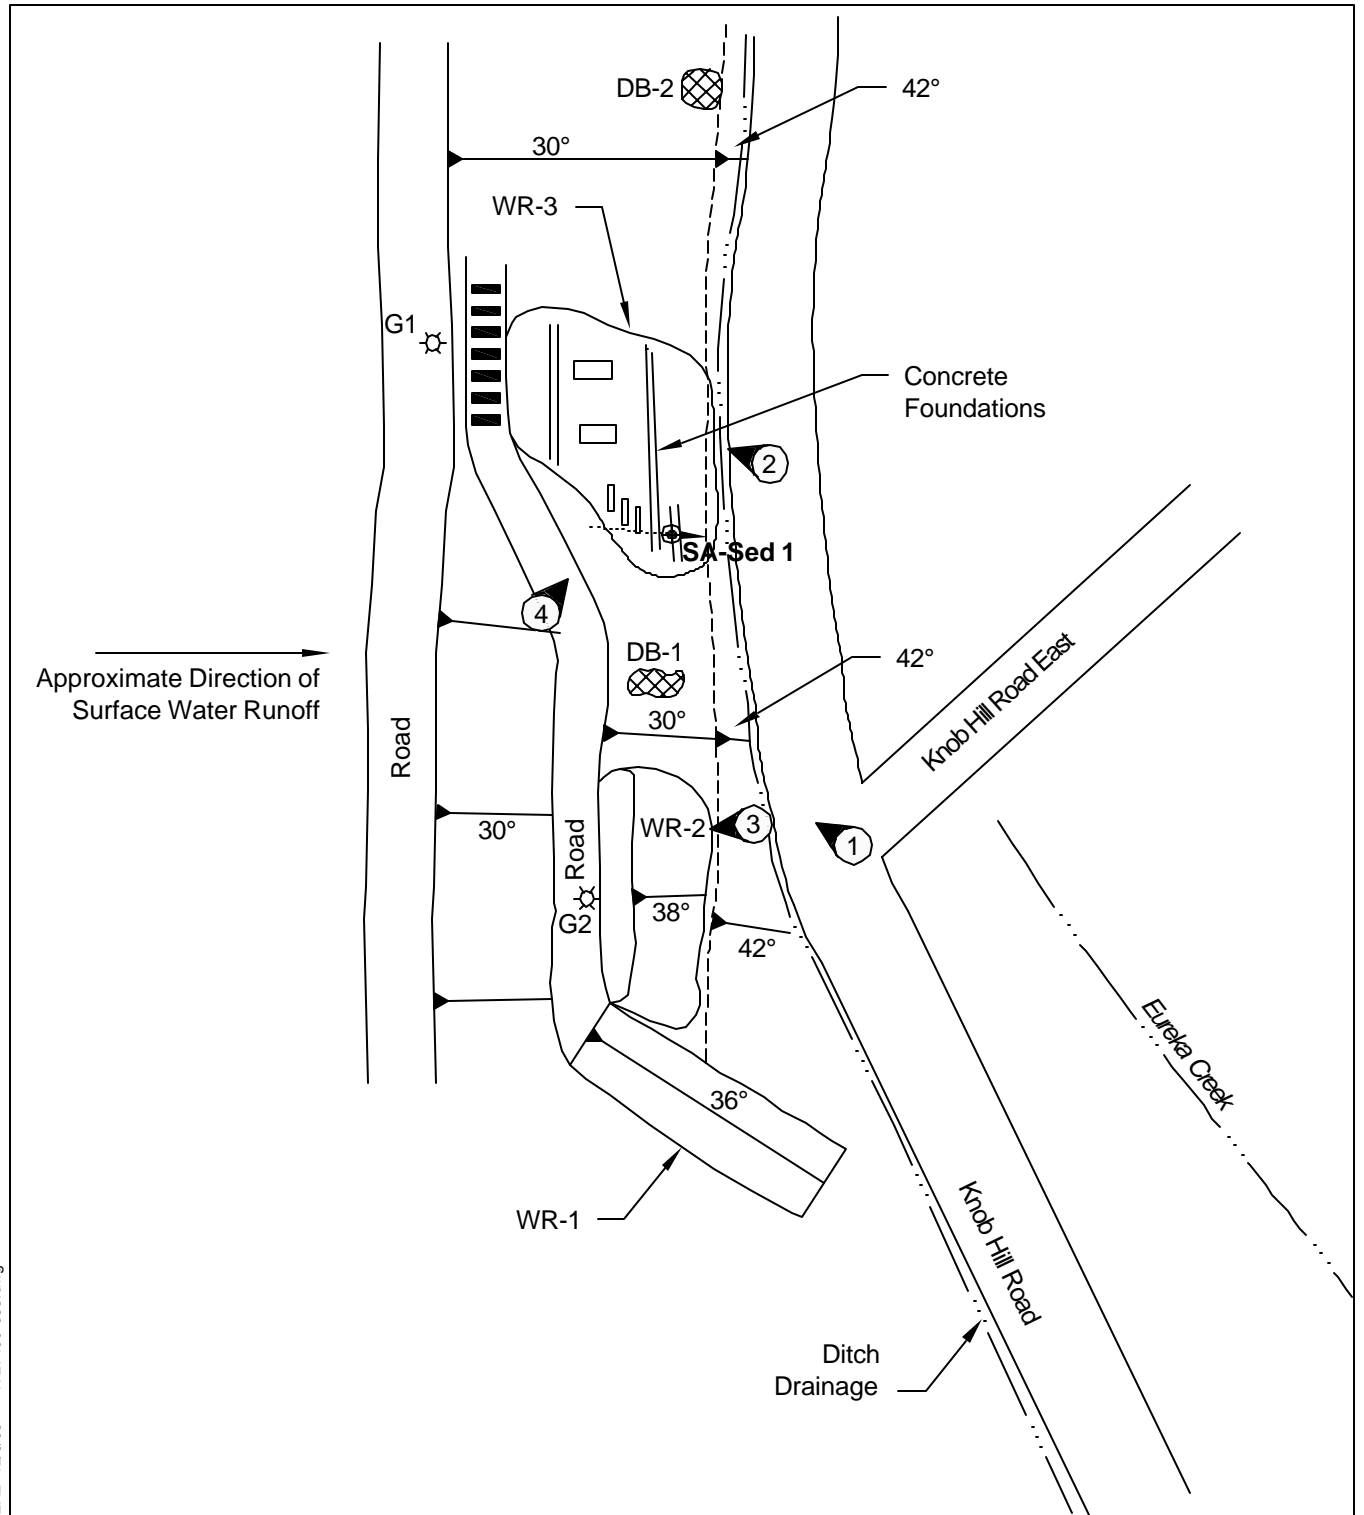 DB-2
42°
30°
WR-3
G1
Concrete
Foundations
2
SA-Sed 1
4
DB-1
42°
Approximate Direction of
Surface Water Runoff
30°
Knob Hill Road East
Road
WR-2
3
1
30°
Road
38°
G2
42°
Eureka Creek
36°
WR-1
Knob Hill Road
Ditch
Drainage